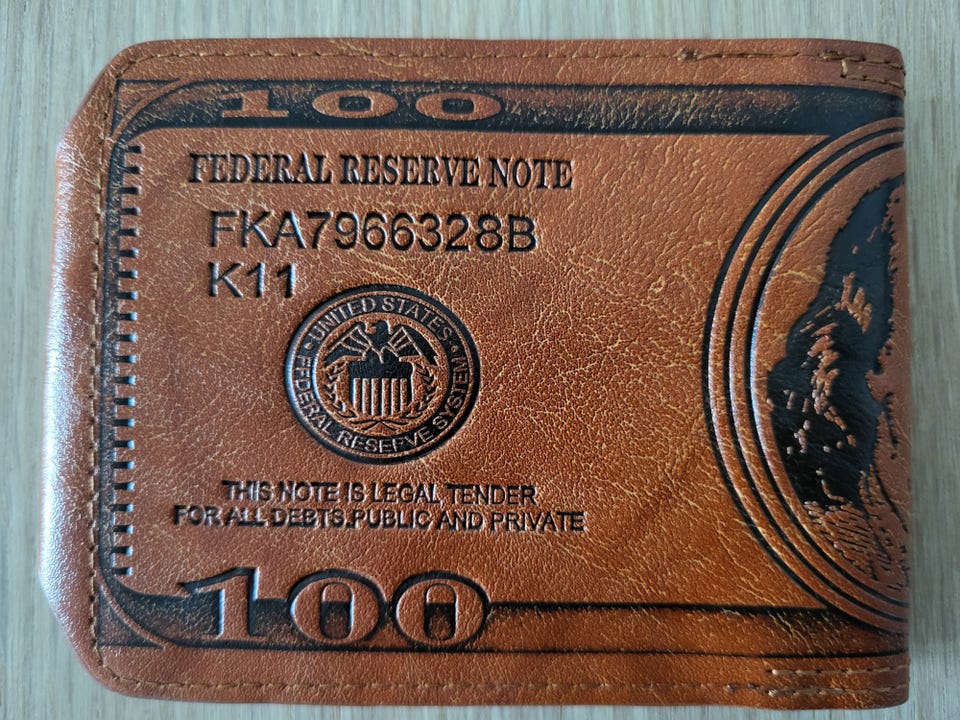 100
FEDERAL RESERVE NOTE
FKA7966328B
K11
UNITED STATES
FEDERAL RESERVE SYSTEM
THIS NOTE IS LEGAL TENDER
FOR ALL DEBTS.PUBLIC AND PRIVATE
100